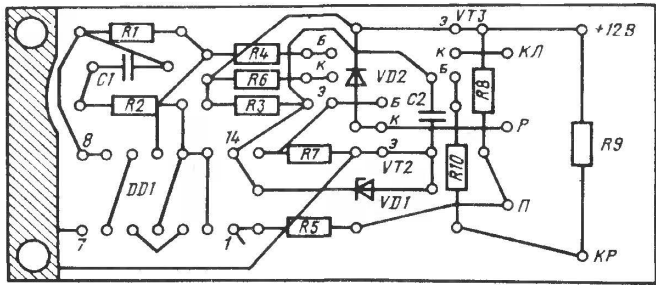 R1 R4 Б Э VT3 +12В
C1 R6 К VD2 К КЛ
R2 R3 Э Б C2 Б R8
К Р
8 14 R7 Э R10 R9
DD1 VT2
VD1 П
7 1 R5 КР